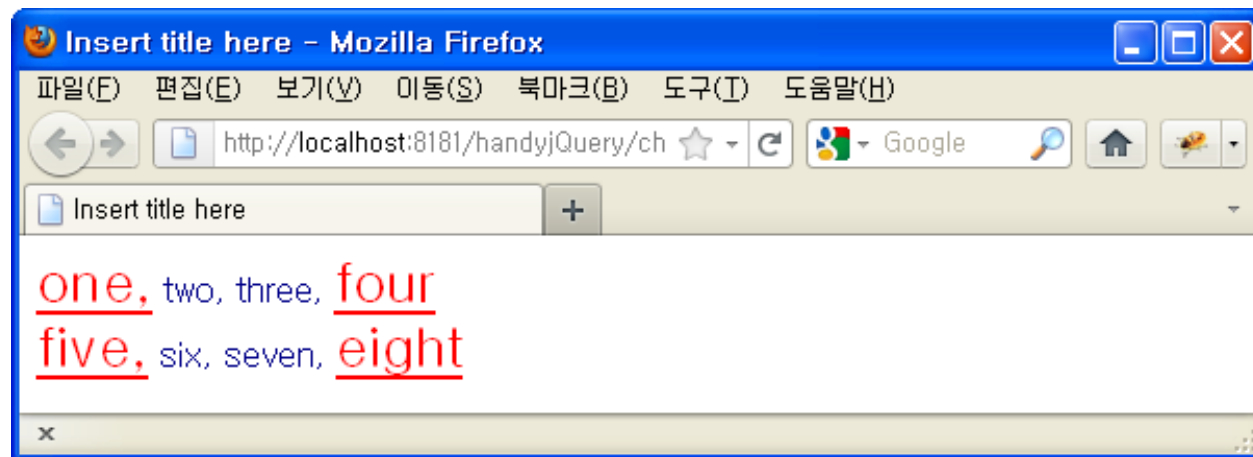 Insert title here - Mozilla Firefox
파일(F) 편집(E) 보기(V) 이동(S) 북마크(B) 도구(T) 도움말(H)
http://localhost:8181/handyjQuery/ch Google
Insert title here
one, two, three, four
five, six, seven, eight